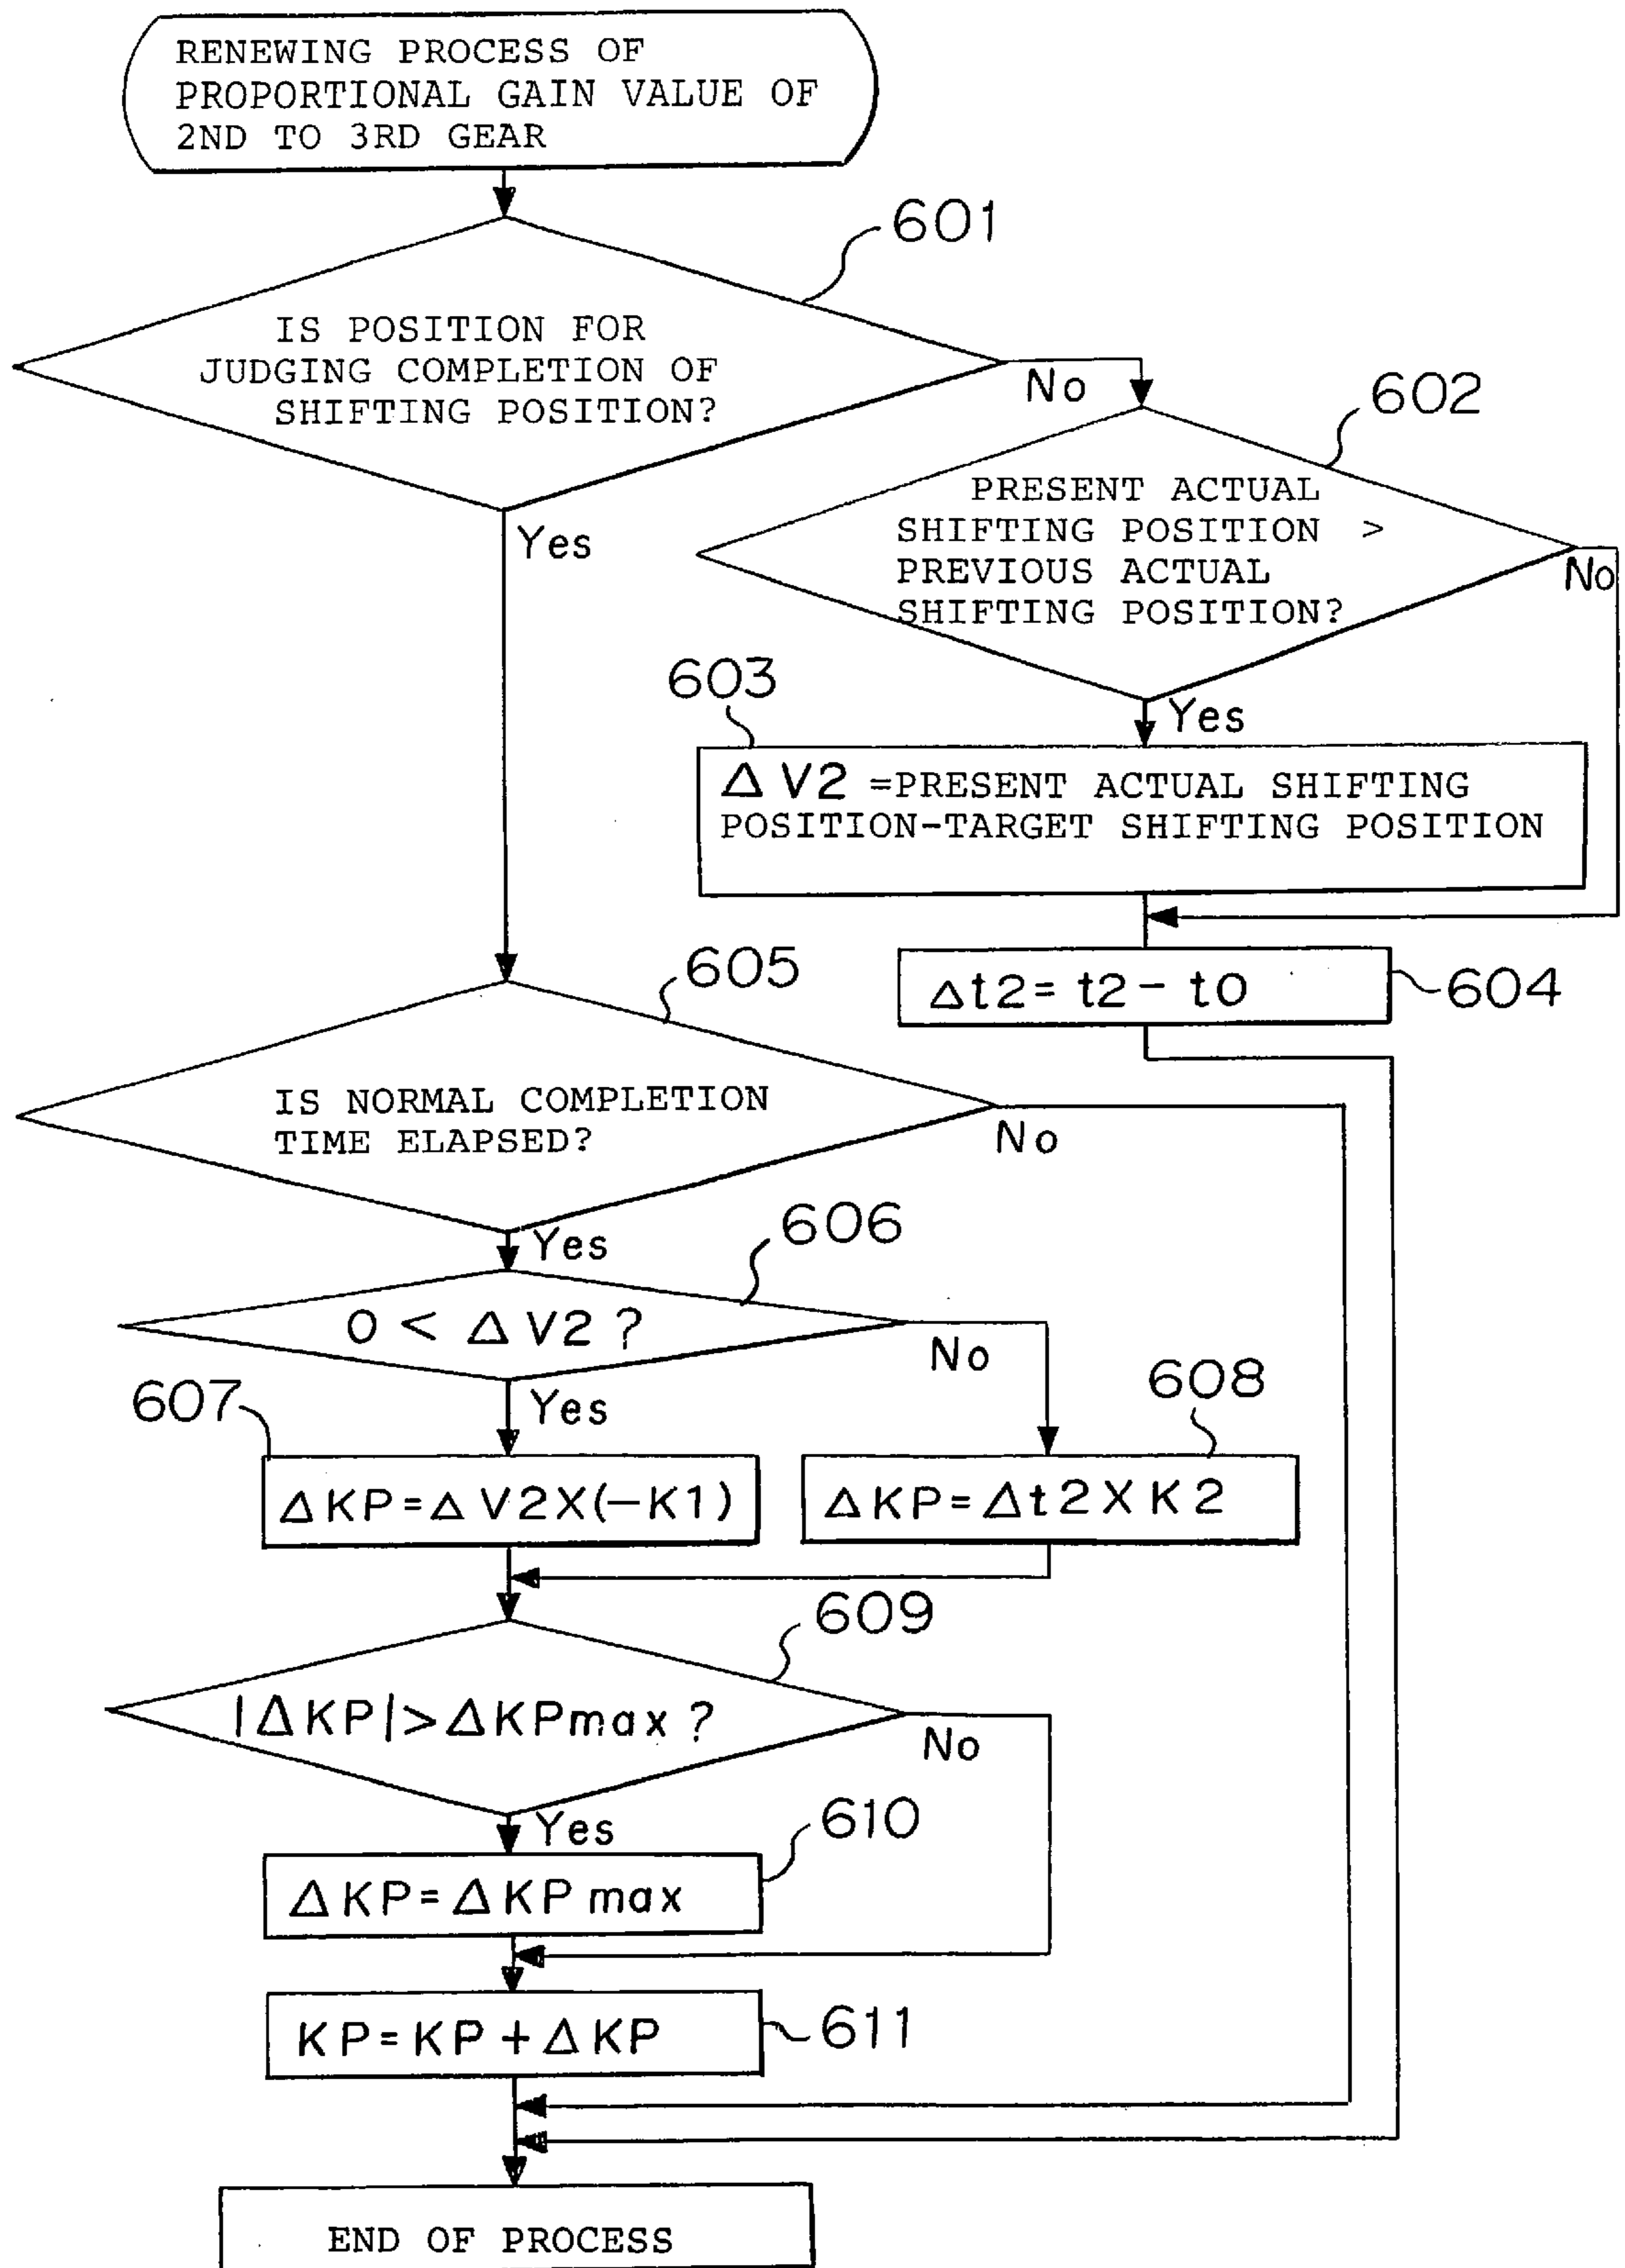 RENEWING PROCESS OF
PROPORTIONAL GAIN VALUE OF
2ND TO 3RD GEAR
601
IS POSITION FOR
JUDGING COMPLETION OF
SHIFTING POSITION?
No
Yes
602
PRESENT ACTUAL
SHIFTING POSITION >
PREVIOUS ACTUAL
SHIFTING POSITION?
No
Yes
603
Δ V2 =PRESENT ACTUAL SHIFTING
POSITION-TARGET SHIFTING POSITION
Δt2= t2- t0
604
605
IS NORMAL COMPLETION
TIME ELAPSED?
No
Yes
606
0 < Δ V2 ?
No
Yes
607
ΔKP=ΔV2X(-K1)
608
ΔKP=Δt2XK2
609
|ΔKP|>ΔKPmax?
No
Yes
610
ΔKP=ΔKPmax
KP=KP+ΔKP
611
END OF PROCESS